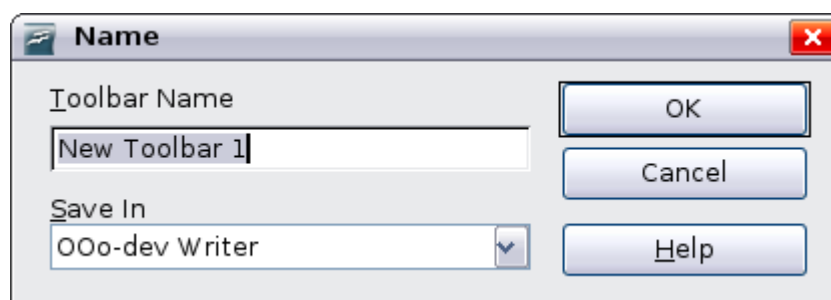 Name
Toolbar Name
New Toolbar 1
Save In
OOo-dev Writer
OK
Cancel
Help